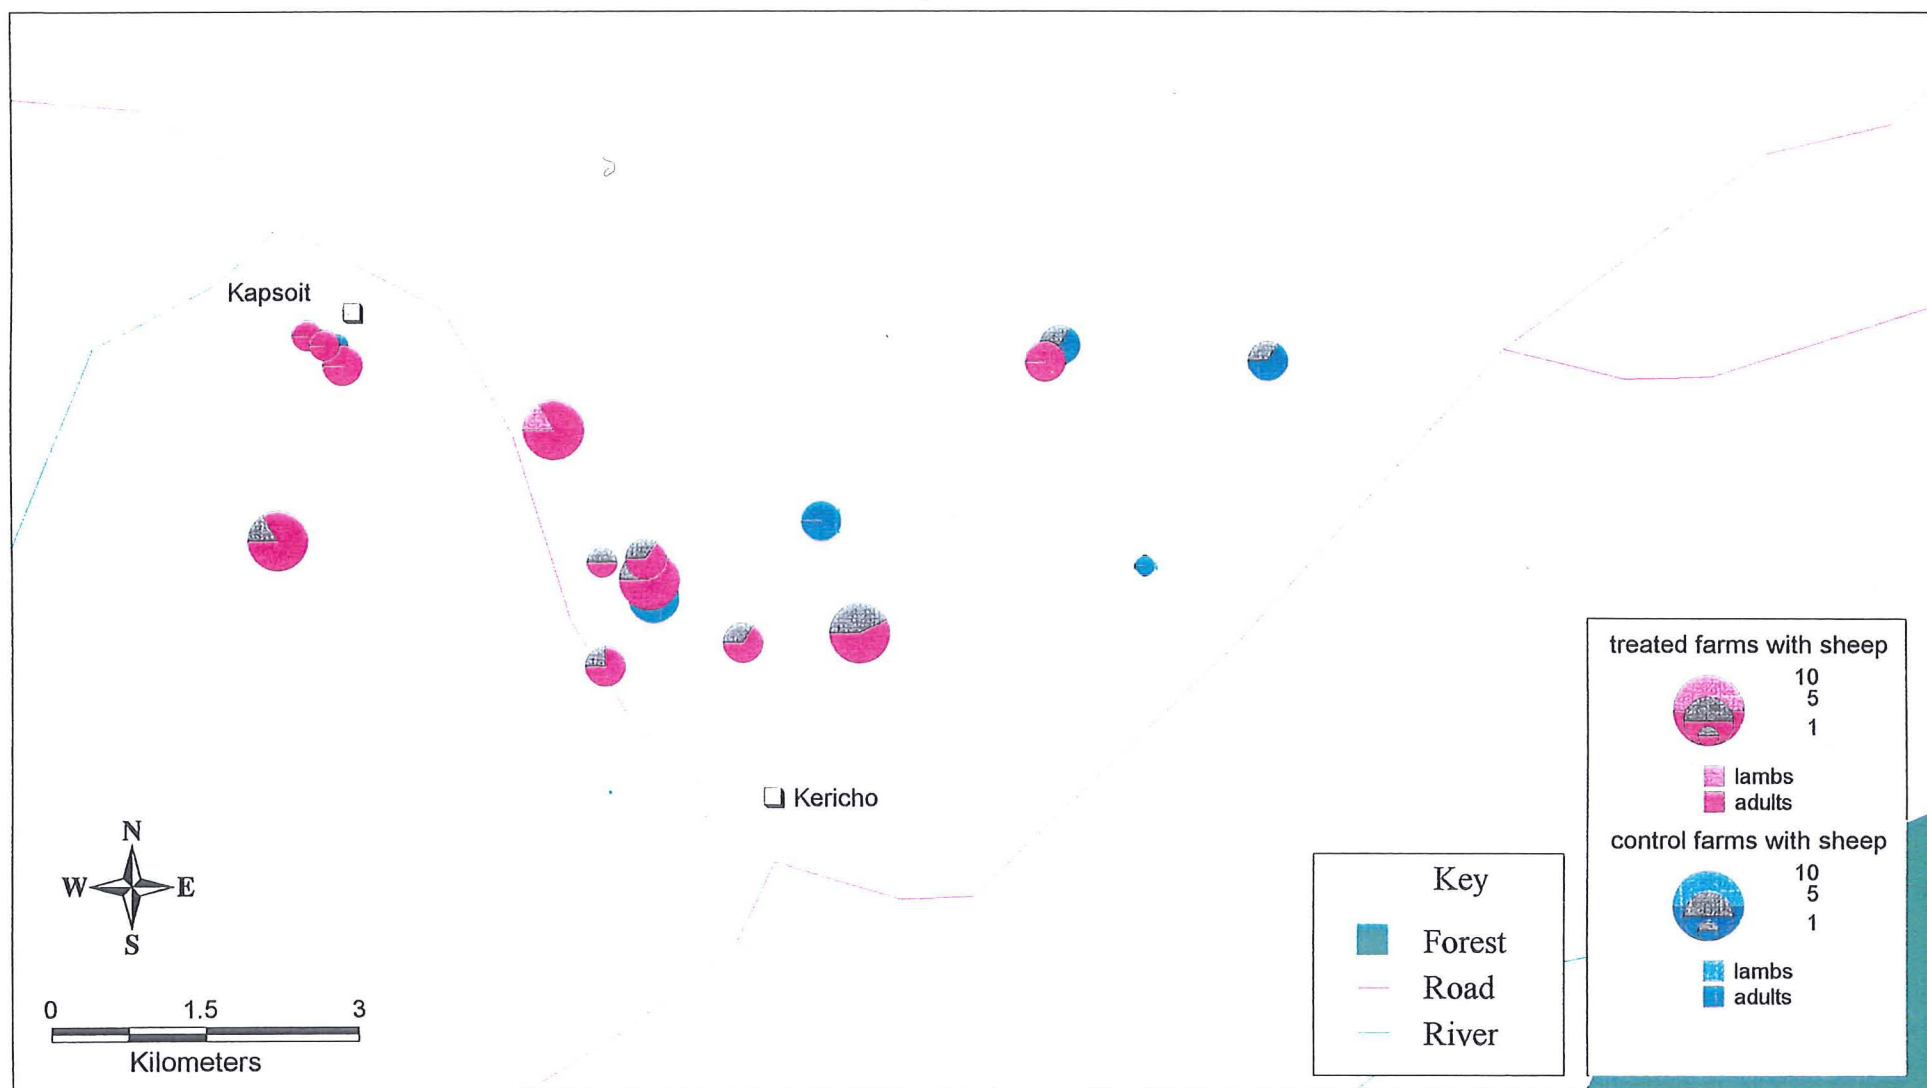 Kapsoit
Kericho
N
W E
S
0 1.5 3
Kilometers
Key
Forest
Road
River
treated farms with sheep
10
5
1
lambs
adults
control farms with sheep
10
5
1
lambs
adults